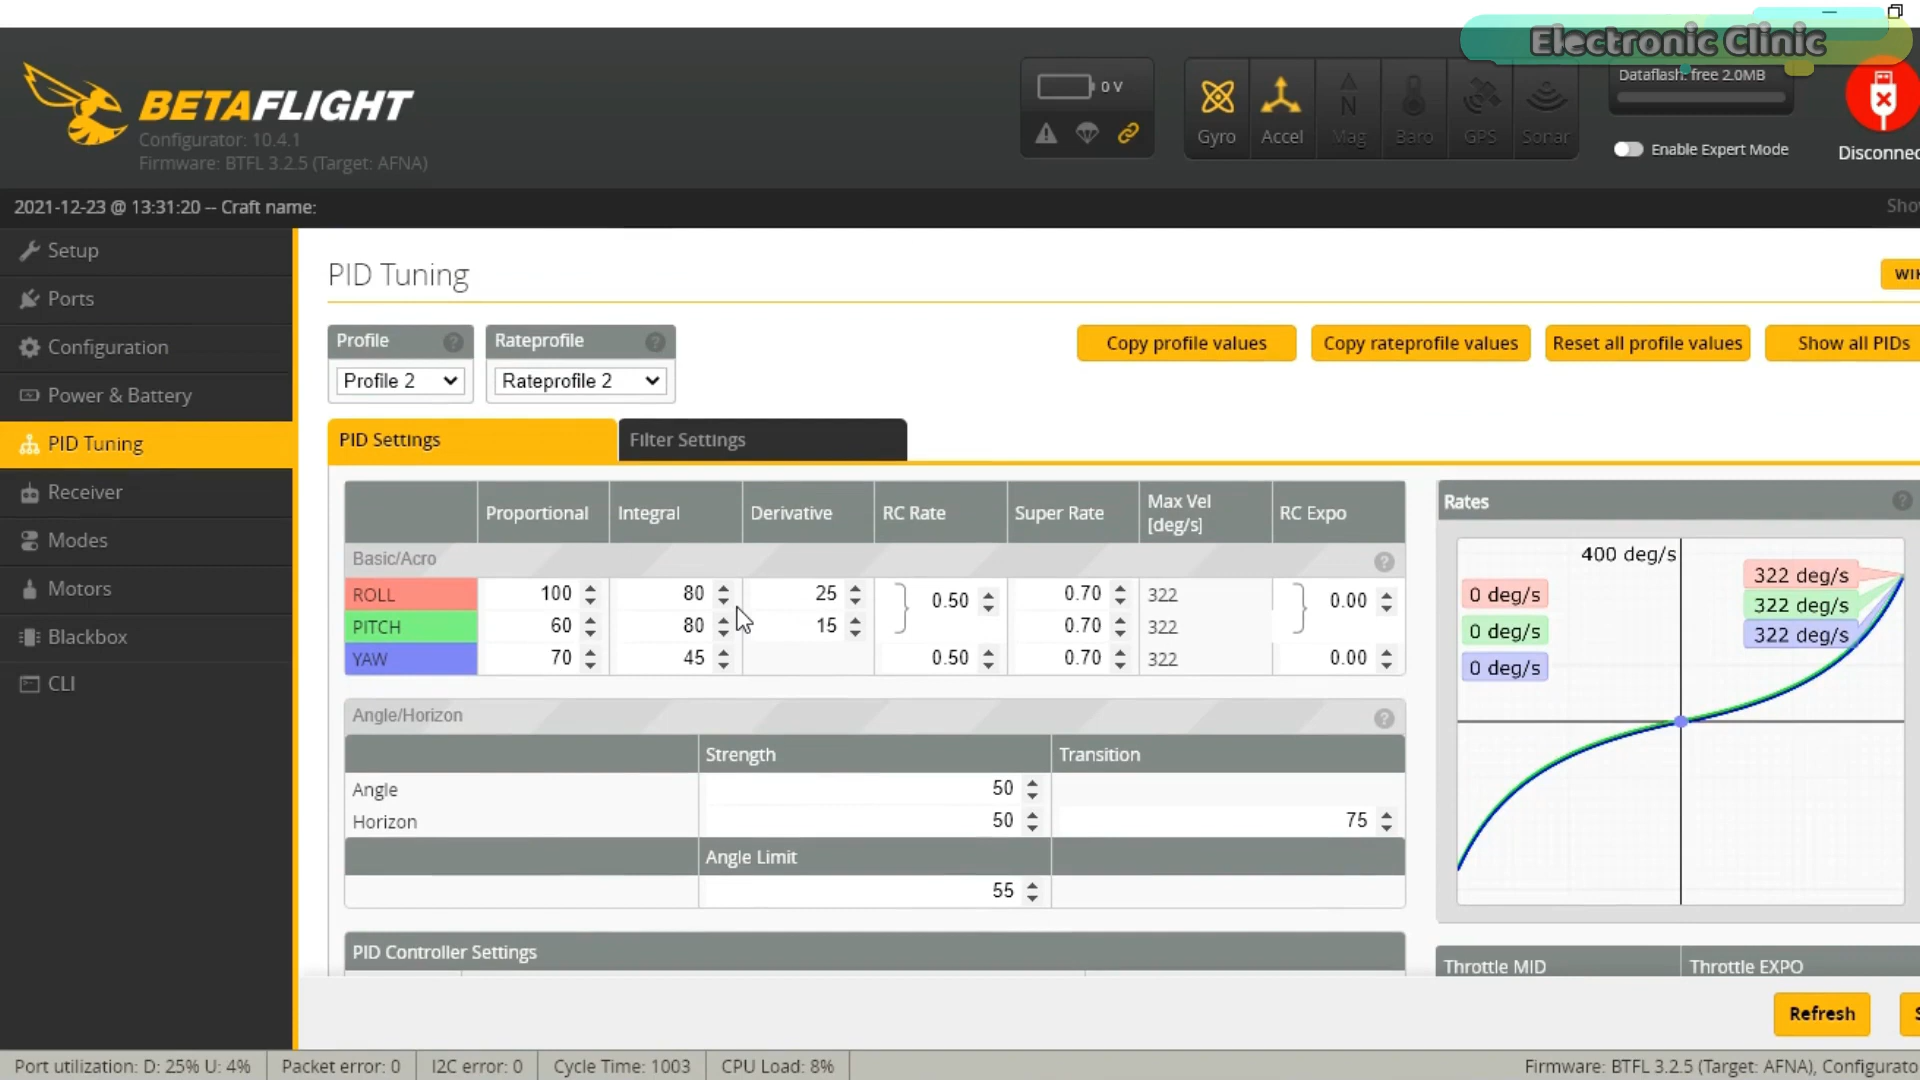 Electronic Clinic
BETAFLIGHT
Configurator: 10.4.1
Firmware: BTFL 3.2.5 (Target: AFNA)
0 V
Gyro
Accel
Mag
Baro
GPS
Sonar
Dataflash: free 2.0MB
Enable Expert Mode
Disconnec
2021-12-23 @ 13:31:20 -- Craft name:
Sho
Setup
Ports
Configuration
Power & Battery
PID Tuning
Receiver
Modes
Motors
Blackbox
CLI
PID Tuning
WIK
Profile
Rateprofile
Profile 2
Rateprofile 2
Copy profile values
Copy rateprofile values
Reset all profile values
Show all PIDs
PID Settings
Filter Settings
Proportional Integral Derivative RC Rate Super Rate Max Vel [deg/s] RC Expo
Basic/Acro
ROLL 100 80 25 0.50 0.70 322 0.00
PITCH 60 80 15 0.70 322
YAW 70 45 0.50 0.70 322 0.00
Angle/Horizon
Strength Transition
Angle 50
Horizon 50 75
Angle Limit
55
PID Controller Settings
Rates
400 deg/s
0 deg/s
0 deg/s
0 deg/s
322 deg/s
322 deg/s
322 deg/s
Throttle MID Throttle EXPO
Refresh
S
Port utilization: D: 25% U: 4% Packet error: 0 I2C error: 0 Cycle Time: 1003 CPU Load: 8% Firmware: BTFL 3.2.5 (Target: AFNA), Configurato